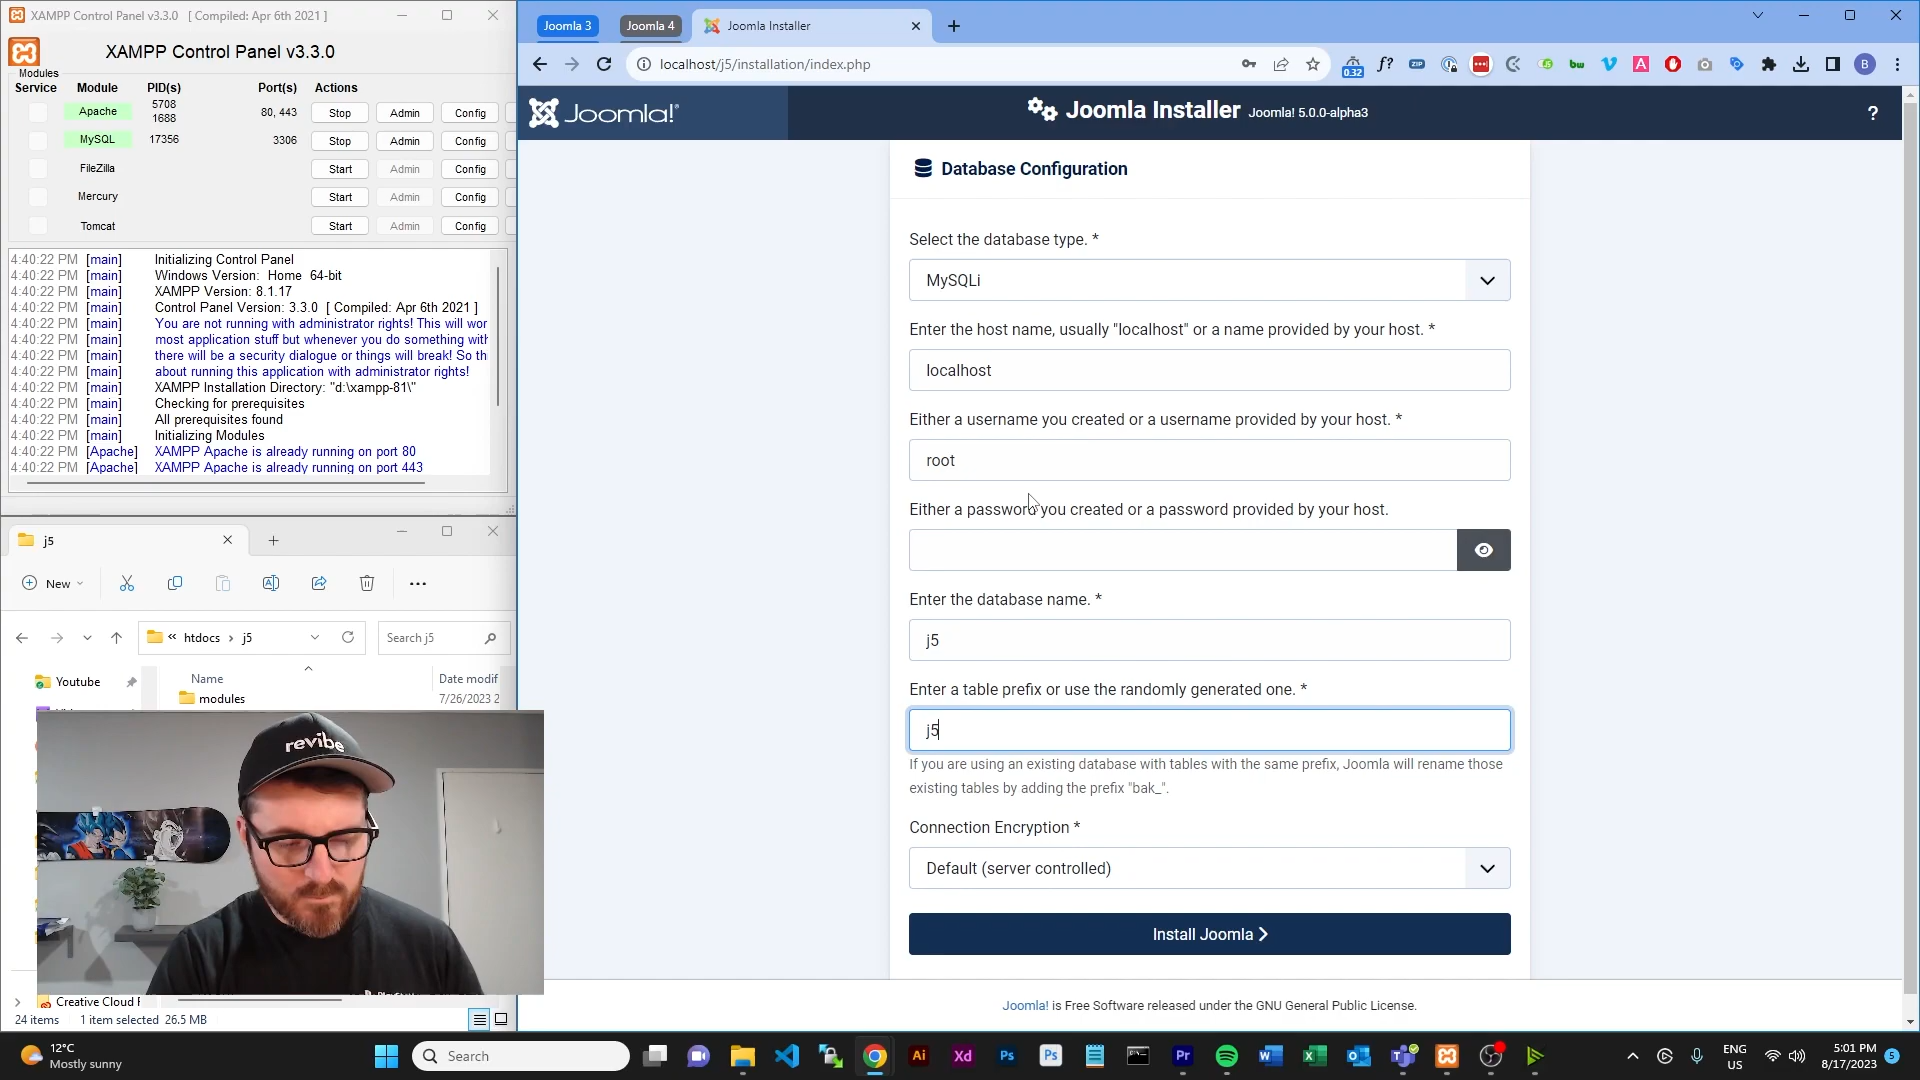 XAMPP Control Panel v3.3.0 [ Compiled: Apr 6th 2021 ]
XAMPP Control Panel v3.3.0
Modules
Service Module PID(s) Port(s) Actions
Apache 5708 1688 80, 443 Stop Admin Config
MySQL 17356 3306 Stop Admin Config
FileZilla Start Admin Config
Mercury Start Admin Config
Tomcat Start Admin Config
4:40:22 PM [main] Initializing Control Panel
4:40:22 PM [main] Windows Version: Home 64-bit
4:40:22 PM [main] XAMPP Version: 8.1.17
4:40:22 PM [main] Control Panel Version: 3.3.0 [ Compiled: Apr 6th 2021 ]
4:40:22 PM [main] You are not running with administrator rights! This will wor
4:40:22 PM [main] most application stuff but whenever you do something with
4:40:22 PM [main] there will be a security dialogue or things will break! So th
4:40:22 PM [main] about running this application with administrator rights!
4:40:22 PM [main] XAMPP Installation Directory: "d:\xampp-81\"
4:40:22 PM [main] Checking for prerequisites
4:40:22 PM [main] All prerequisites found
4:40:22 PM [main] Initializing Modules
4:40:22 PM [Apache] XAMPP Apache is already running on port 80
4:40:22 PM [Apache] XAMPP Apache is already running on port 443
j5
New
htdocs › j5
Search j5
Name Date modif
Youtube
modules 7/26/2023 2
revibe
Creative Cloud F
24 items 1 item selected 26.5 MB
Joomla 3 Joomla 4 Joomla Installer
localhost/j5/installation/index.php
0.32 f? ZIP bw A B
Joomla!®
Joomla Installer Joomla! 5.0.0-alpha3
?
Database Configuration
Select the database type. *
MySQLi
Enter the host name, usually "localhost" or a name provided by your host. *
localhost
Either a username you created or a username provided by your host. *
root
Either a password you created or a password provided by your host.
Enter the database name. *
j5
Enter a table prefix or use the randomly generated one. *
j5
If you are using an existing database with tables with the same prefix, Joomla will rename those
existing tables by adding the prefix "bak_".
Connection Encryption *
Default (server controlled)
Install Joomla
Joomla! is Free Software released under the GNU General Public License.
12°C
Mostly sunny
Search
Ai Xd Ps Ps Pr
ENG
US
5:01 PM
8/17/2023
5